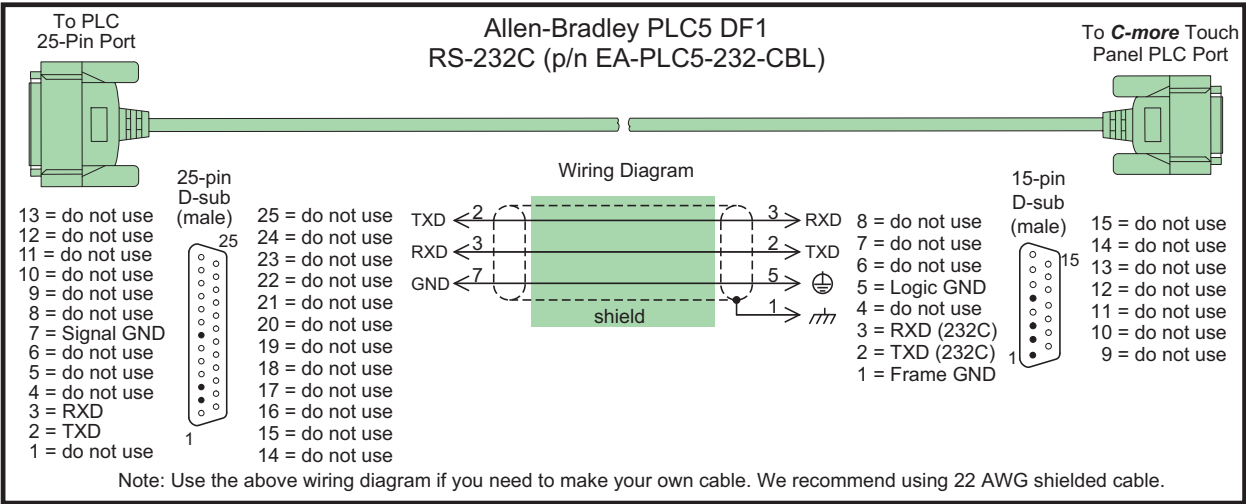 To PLC
25-Pin Port
Allen-Bradley PLC5 DF1
RS-232C (p/n EA-PLC5-232-CBL)
To C-more Touch
Panel PLC Port
Wiring Diagram
25-pin
D-sub
(male)
13 = do not use
12 = do not use
11 = do not use
10 = do not use
9 = do not use
8 = do not use
7 = Signal GND
6 = do not use
5 = do not use
4 = do not use
3 = RXD
2 = TXD
1 = do not use
25
1
25 = do not use
24 = do not use
23 = do not use
22 = do not use
21 = do not use
20 = do not use
19 = do not use
18 = do not use
17 = do not use
16 = do not use
15 = do not use
14 = do not use
TXD 2 3 RXD
RXD 3 2 TXD
GND 7 5
1
shield
15-pin
D-sub
(male)
8 = do not use
7 = do not use
6 = do not use
5 = Logic GND
4 = do not use
3 = RXD (232C)
2 = TXD (232C)
1 = Frame GND
15
1
15 = do not use
14 = do not use
13 = do not use
12 = do not use
11 = do not use
10 = do not use
9 = do not use
Note: Use the above wiring diagram if you need to make your own cable. We recommend using 22 AWG shielded cable.